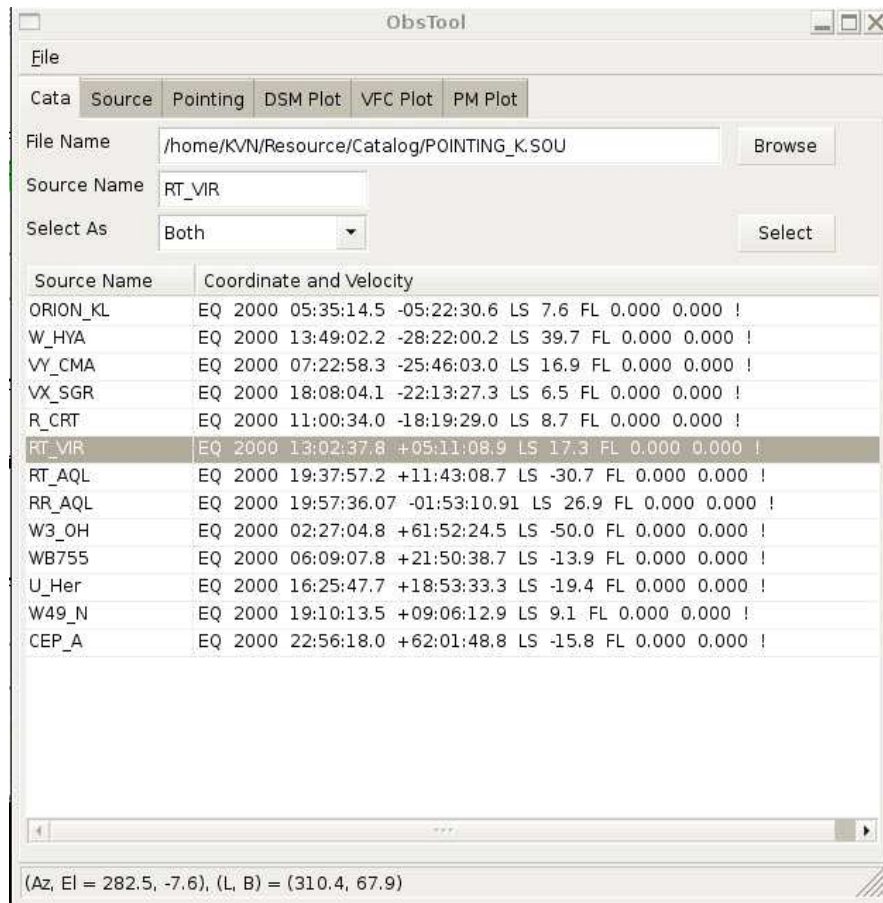 ObsTool
File
Cata Source Pointing DSM Plot VFC Plot PM Plot
File Name /home/KVN/Resource/Catalog/POINTING_K.SOU Browse
Source Name RT_VIR
Select As Both Select
Source Name Coordinate and Velocity
ORION_KL EQ 2000 05:35:14.5 -05:22:30.6 LS 7.6 FL 0.000 0.000 !
W_HYA EQ 2000 13:49:02.2 -28:22:00.2 LS 39.7 FL 0.000 0.000 !
VY_CMA EQ 2000 07:22:58.3 -25:46:03.0 LS 16.9 FL 0.000 0.000 !
VX_SGR EQ 2000 18:08:04.1 -22:13:27.3 LS 6.5 FL 0.000 0.000 !
R_CRT EQ 2000 11:00:34.0 -18:19:29.0 LS 8.7 FL 0.000 0.000 !
RT_VIR EQ 2000 13:02:37.8 +05:11:08.9 LS 17.3 FL 0.000 0.000 !
RT_AQL EQ 2000 19:37:57.2 +11:43:08.7 LS -30.7 FL 0.000 0.000 !
RR_AQL EQ 2000 19:57:36.07 -01:53:10.91 LS 26.9 FL 0.000 0.000 !
W3_OH EQ 2000 02:27:04.8 +61:52:24.5 LS -50.0 FL 0.000 0.000 !
WB755 EQ 2000 06:09:07.8 +21:50:38.7 LS -13.9 FL 0.000 0.000 !
U_Her EQ 2000 16:25:47.7 +18:53:33.3 LS -19.4 FL 0.000 0.000 !
W49_N EQ 2000 19:10:13.5 +09:06:12.9 LS 9.1 FL 0.000 0.000 !
CEP_A EQ 2000 22:56:18.0 +62:01:48.8 LS -15.8 FL 0.000 0.000 !
(Az, El = 282.5, -7.6), (L, B) = (310.4, 67.9)